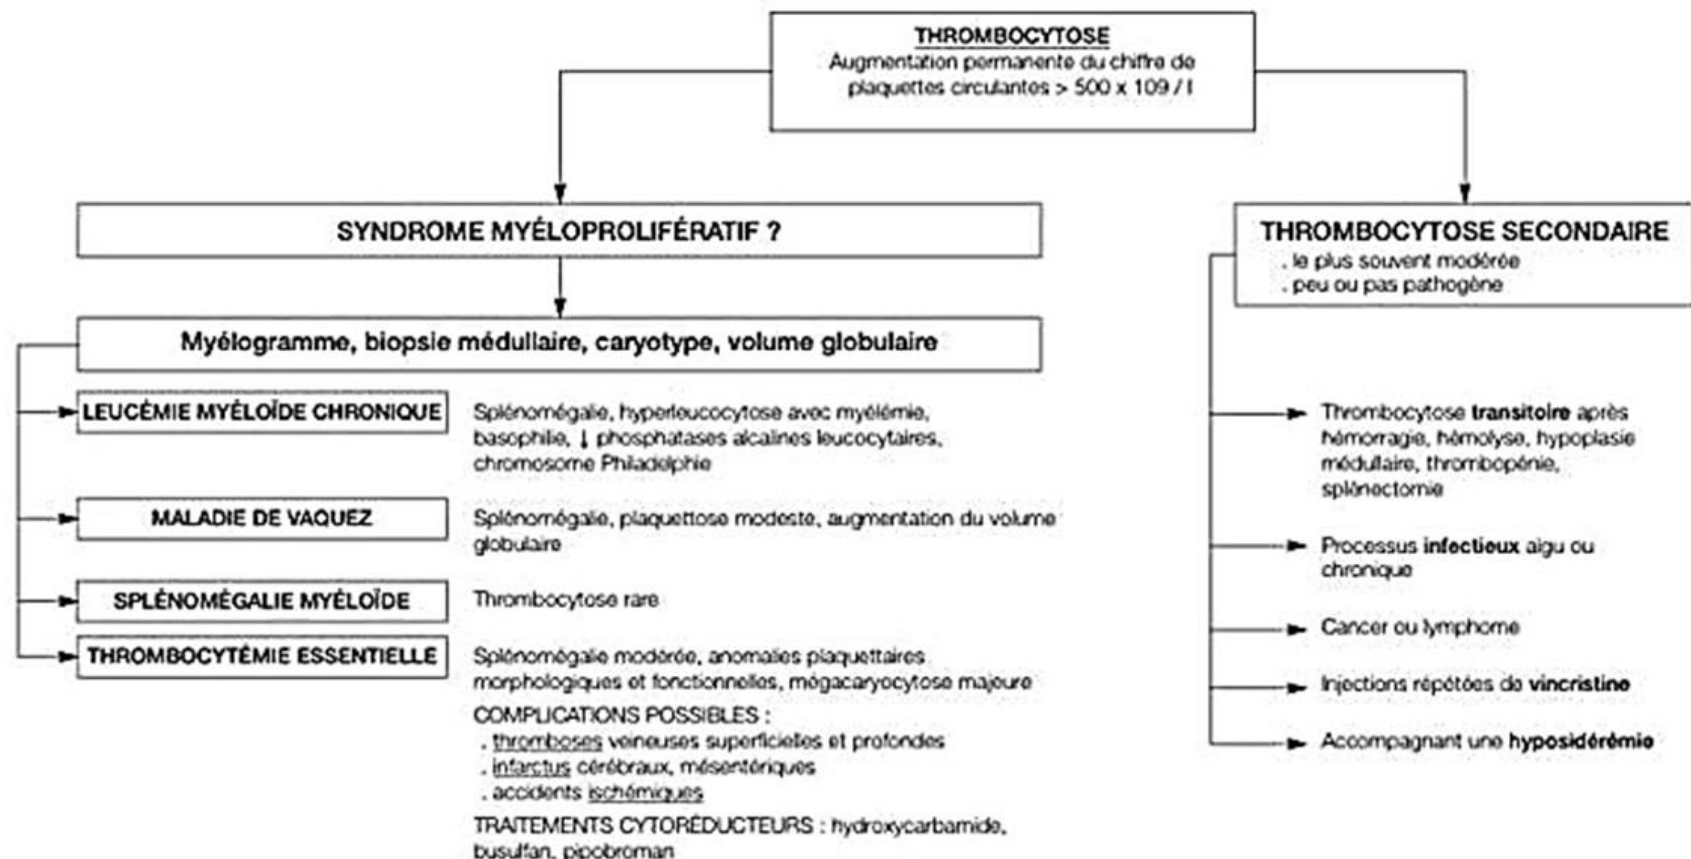 THROMBOCYTOSE
Augmentation permanente du chiffre de
plaquettes circulantes > 500 x 109 / l
SYNDROME MYÉLOPROLIFÉRATIF ?
Myélogramme, biopsie médullaire, caryotype, volume globulaire
LEUCÉMIE MYÉLOÏDE CHRONIQUE
Splénomégalie, hyperleucocytose avec myélémie,
basophilie, ↓ phosphatases alcalines leucocytaires,
chromosome Philadelphie
MALADIE DE VAQUEZ
Splénomégalie, plaquettose modeste, augmentation du volume
globulaire
SPLÉNOMÉGALIE MYÉLOÏDE
Thrombocytose rare
THROMBOCYTÉMIE ESSENTIELLE
Splénomégalie modérée, anomalies plaquettaires
morphologiques et fonctionnelles, mégacaryocytose majeure
COMPLICATIONS POSSIBLES :
. thromboses veineuses superficielles et profondes
. infarctus cérébraux, mésentériques
. accidents ischémiques
TRAITEMENTS CYTORÉDUCTEURS : hydroxycarbamide,
busulfan, pipobroman
THROMBOCYTOSE SECONDAIRE
. le plus souvent modérée
. peu ou pas pathogène
Thrombocytose transitoire après
hémorragie, hémolyse, hypoplasie
médullaire, thrombopénie,
splénectomie
Processus infectieux aigu ou
chronique
Cancer ou lymphome
Injections répétées de vincristine
Accompagnant une hyposidérémie